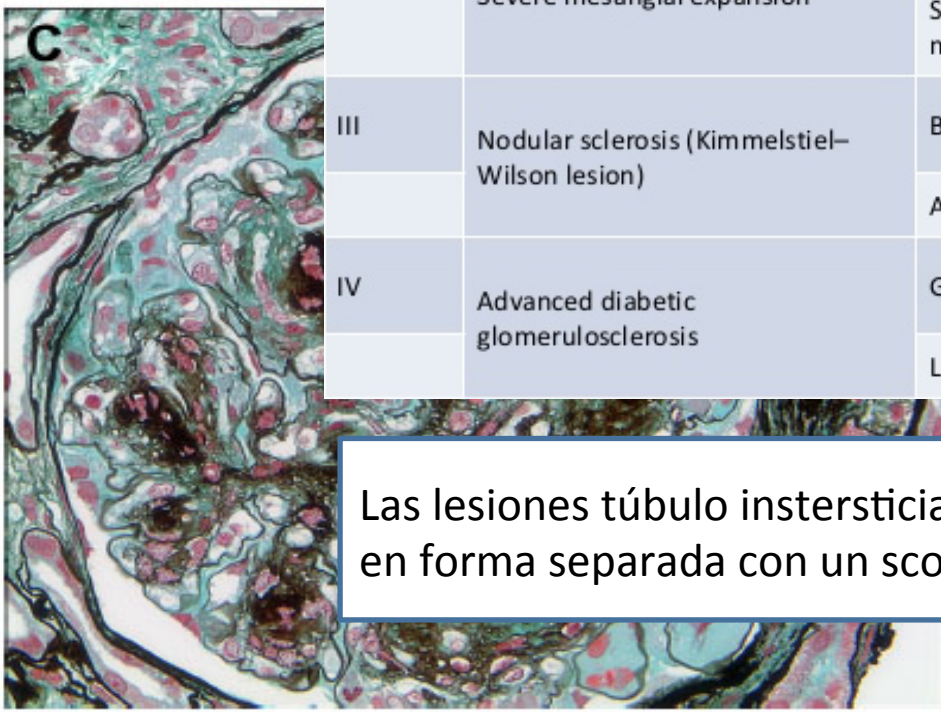 C
Severe mesangial expansion
S
III
Nodular sclerosis (Kimmelstiel–
Wilson lesion)
B
A
IV
Advanced diabetic
glomerulosclerosis
G
L
Las lesiones túbulo instersticia
en forma separada con un sco